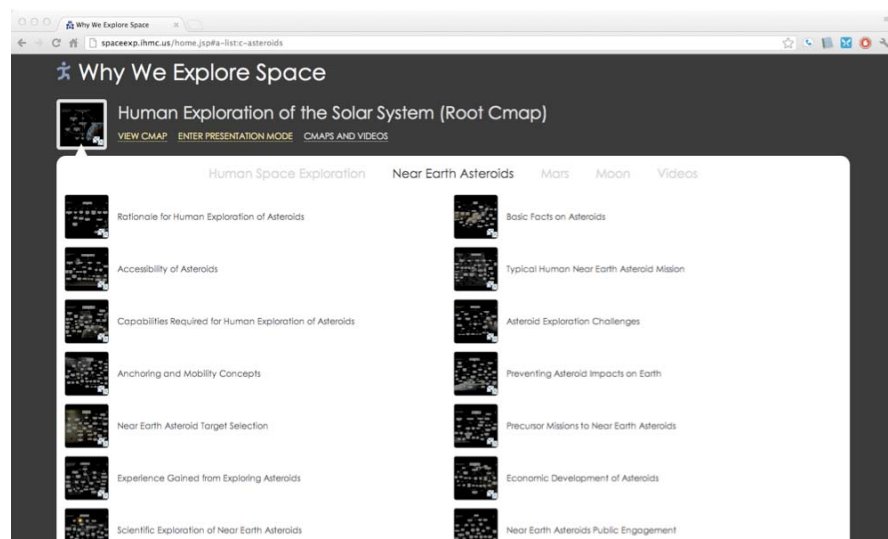 Why We Explore Space
spaceexp.ihmc.us/home.jsp#a-list:c-asteroids
Why We Explore Space
Human Exploration of the Solar System (Root Cmap)
VIEW CMAP ENTER PRESENTATION MODE CMAPS AND VIDEOS
Human Space Exploration Near Earth Asteroids Mars Moon Videos
Rationale for Human Exploration of Asteroids
Basic Facts on Asteroids
Accessibility of Asteroids
Typical Human Near Earth Asteroid Mission
Capabilities Required for Human Exploration of Asteroids
Asteroid Exploration Challenges
Anchoring and Mobility Concepts
Preventing Asteroid Impacts on Earth
Near Earth Asteroid Target Selection
Precursor Missions to Near Earth Asteroids
Experience Gained from Exploring Asteroids
Economic Development of Asteroids
Scientific Exploration of Near Earth Asteroids
Near Earth Asteroids Public Engagement